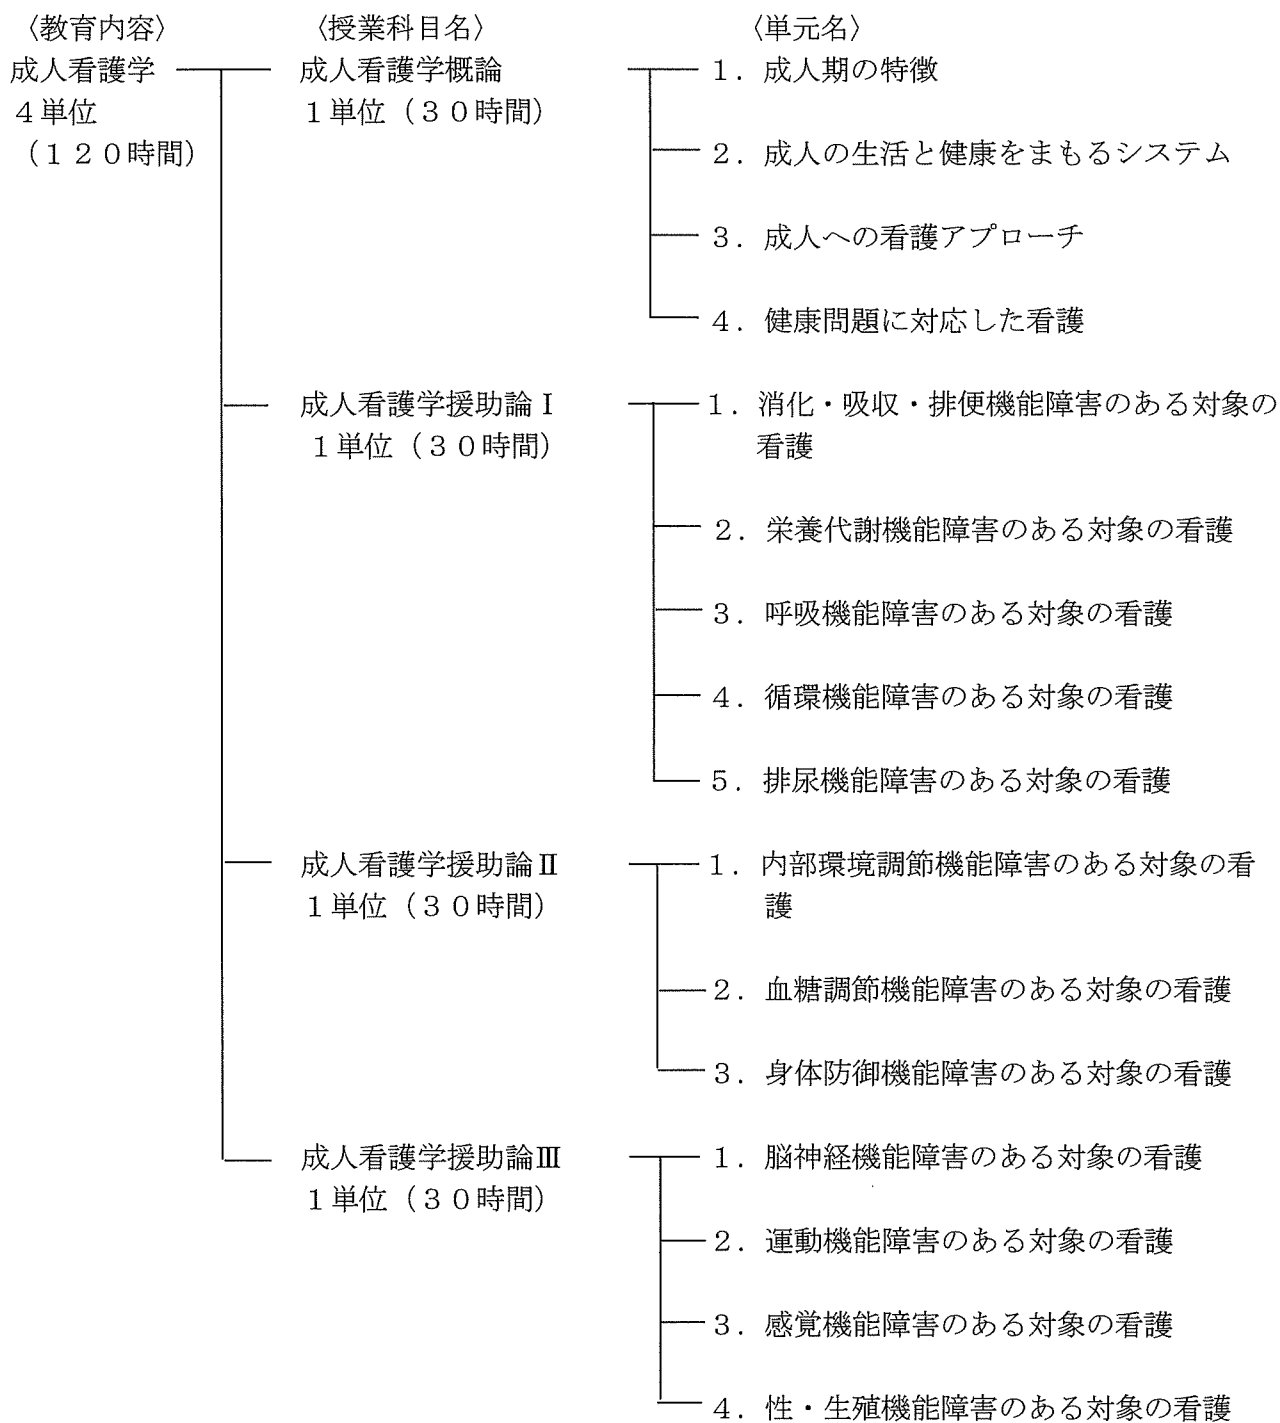 〈教育内容〉 〈授業科目名〉 〈単元名〉
成人看護学 成人看護学概論 1．成人期の特徴
4単位 1単位（30時間）
（120時間） 2．成人の生活と健康をまもるシステム
3．成人への看護アプローチ
4．健康問題に対応した看護
成人看護学援助論Ⅰ 1．消化・吸収・排便機能障害のある対象の
1単位（30時間） 看護
2．栄養代謝機能障害のある対象の看護
3．呼吸機能障害のある対象の看護
4．循環機能障害のある対象の看護
5．排尿機能障害のある対象の看護
成人看護学援助論Ⅱ 1．内部環境調節機能障害のある対象の看
1単位（30時間） 護
2．血糖調節機能障害のある対象の看護
3．身体防御機能障害のある対象の看護
成人看護学援助論Ⅲ 1．脳神経機能障害のある対象の看護
1単位（30時間）
2．運動機能障害のある対象の看護
3．感覚機能障害のある対象の看護
4．性・生殖機能障害のある対象の看護